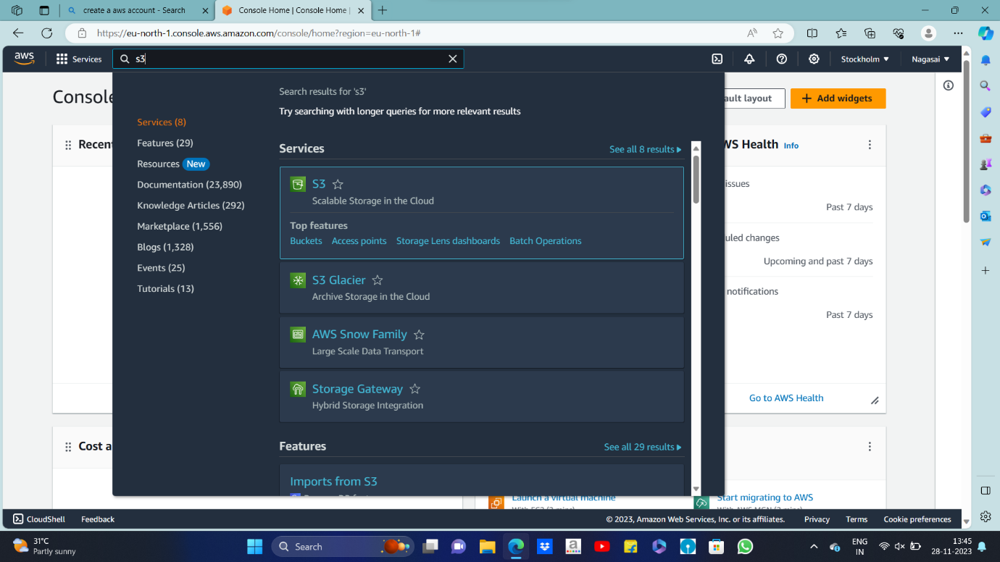 create a aws account - Search
Console Home | Console Home |
https://eu-north-1.console.aws.amazon.com/console/home?region=eu-north-1#
aws
Services
s3
Stockholm
Nagasai
Console
ault layout
Add widgets
Search results for 's3'
Try searching with longer queries for more relevant results
Services (8)
Features (29)
Resources New
Documentation (23,890)
Knowledge Articles (292)
Marketplace (1,556)
Blogs (1,328)
Events (25)
Tutorials (13)
Services
See all 8 results
S3
Scalable Storage in the Cloud
Top features
Buckets Access points Storage Lens dashboards Batch Operations
S3 Glacier
Archive Storage in the Cloud
AWS Snow Family
Large Scale Data Transport
Storage Gateway
Hybrid Storage Integration
Features
See all 29 results
Imports from S3
Recen
WS Health Info
issues
Past 7 days
uled changes
Upcoming and past 7 days
notifications
Past 7 days
Go to AWS Health
Cost a
Launch a virtual machine
Start migrating to AWS
CloudShell Feedback
© 2023, Amazon Web Services, Inc. or its affiliates. Privacy Terms Cookie preferences
31°C
Partly sunny
Search
ENG
IN
13:45
28-11-2023